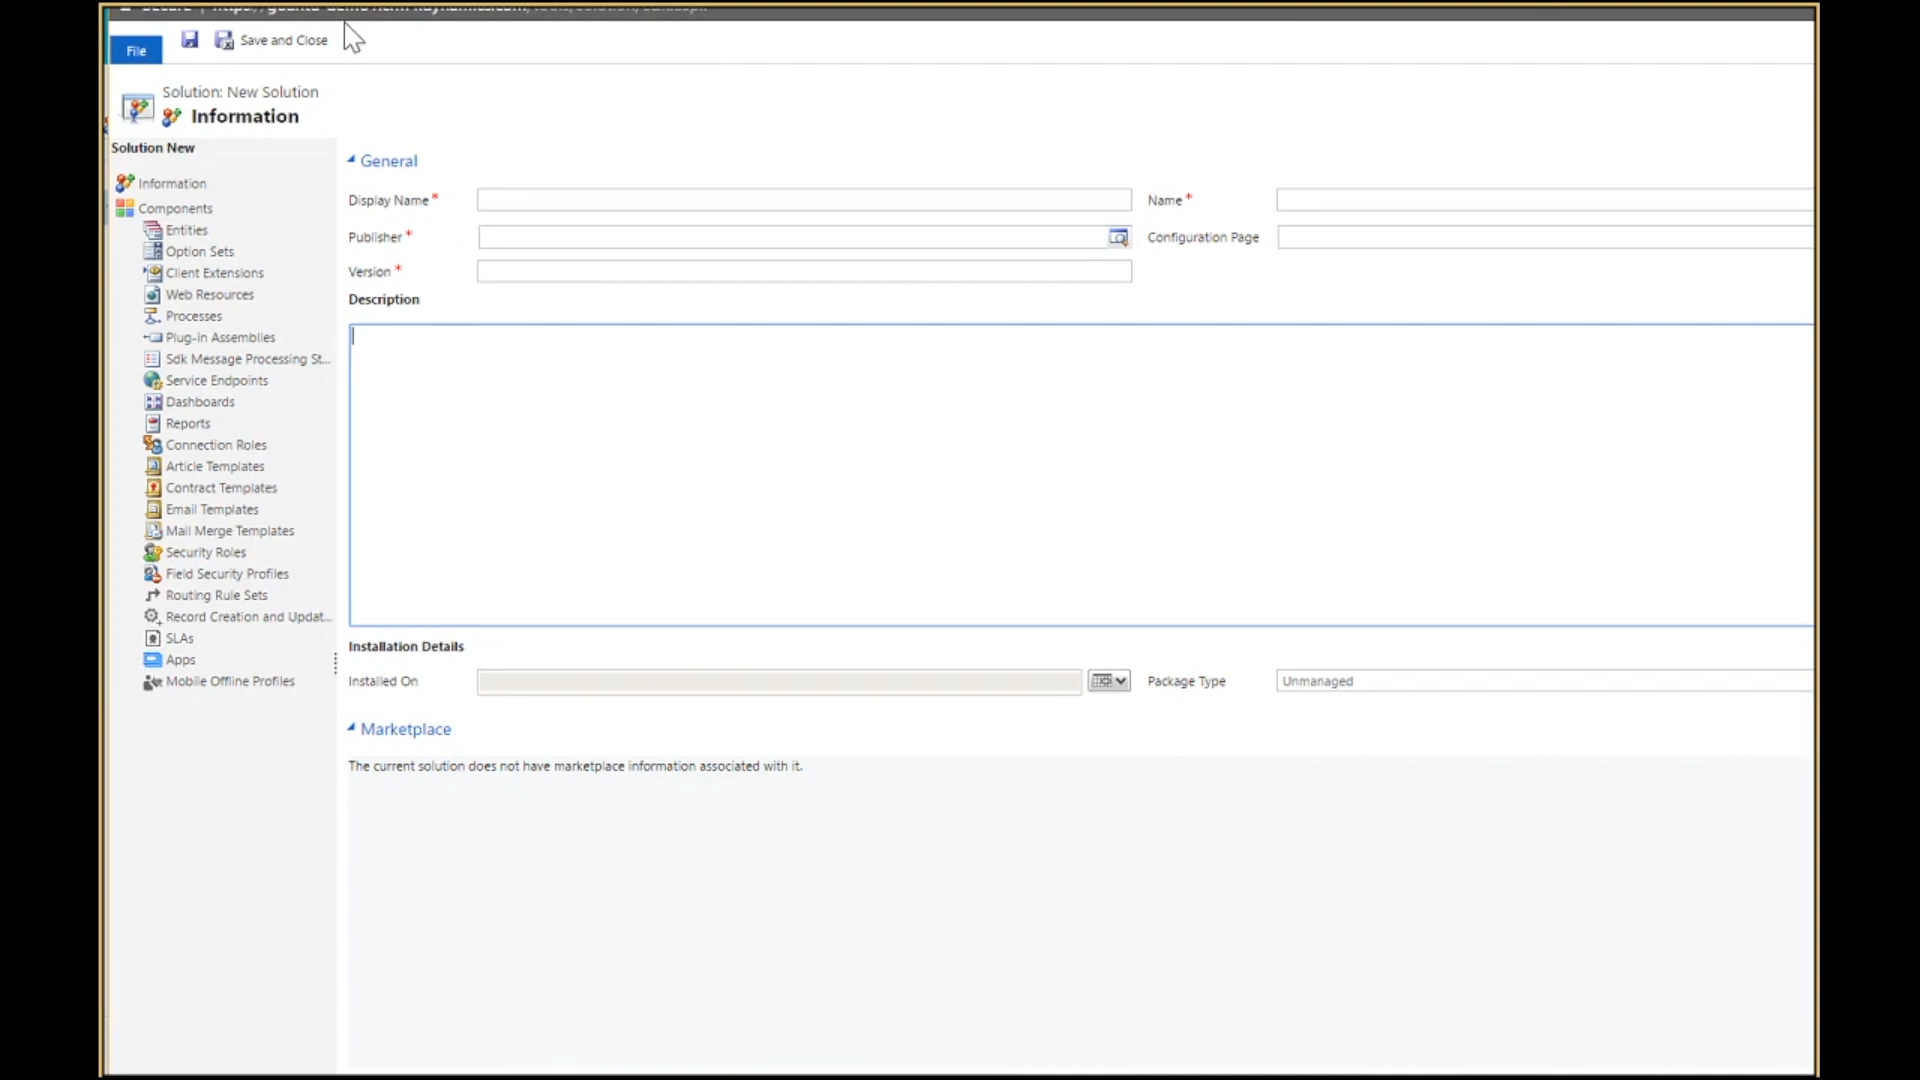 File
Save and Close
Solution: New Solution
Information
Solution New
Information
Components
Entities
Option Sets
Client Extensions
Web Resources
Processes
Plug-in Assemblies
Sdk Message Processing St...
Service Endpoints
Dashboards
Reports
Connection Roles
Article Templates
Contract Templates
Email Templates
Mail Merge Templates
Security Roles
Field Security Profiles
Routing Rule Sets
Record Creation and Updat...
SLAs
Apps
Mobile Offline Profiles
General
Display Name *
Name *
Publisher *
Configuration Page
Version *
Description
Installation Details
Installed On
Package Type
Unmanaged
Marketplace
The current solution does not have marketplace information associated with it.